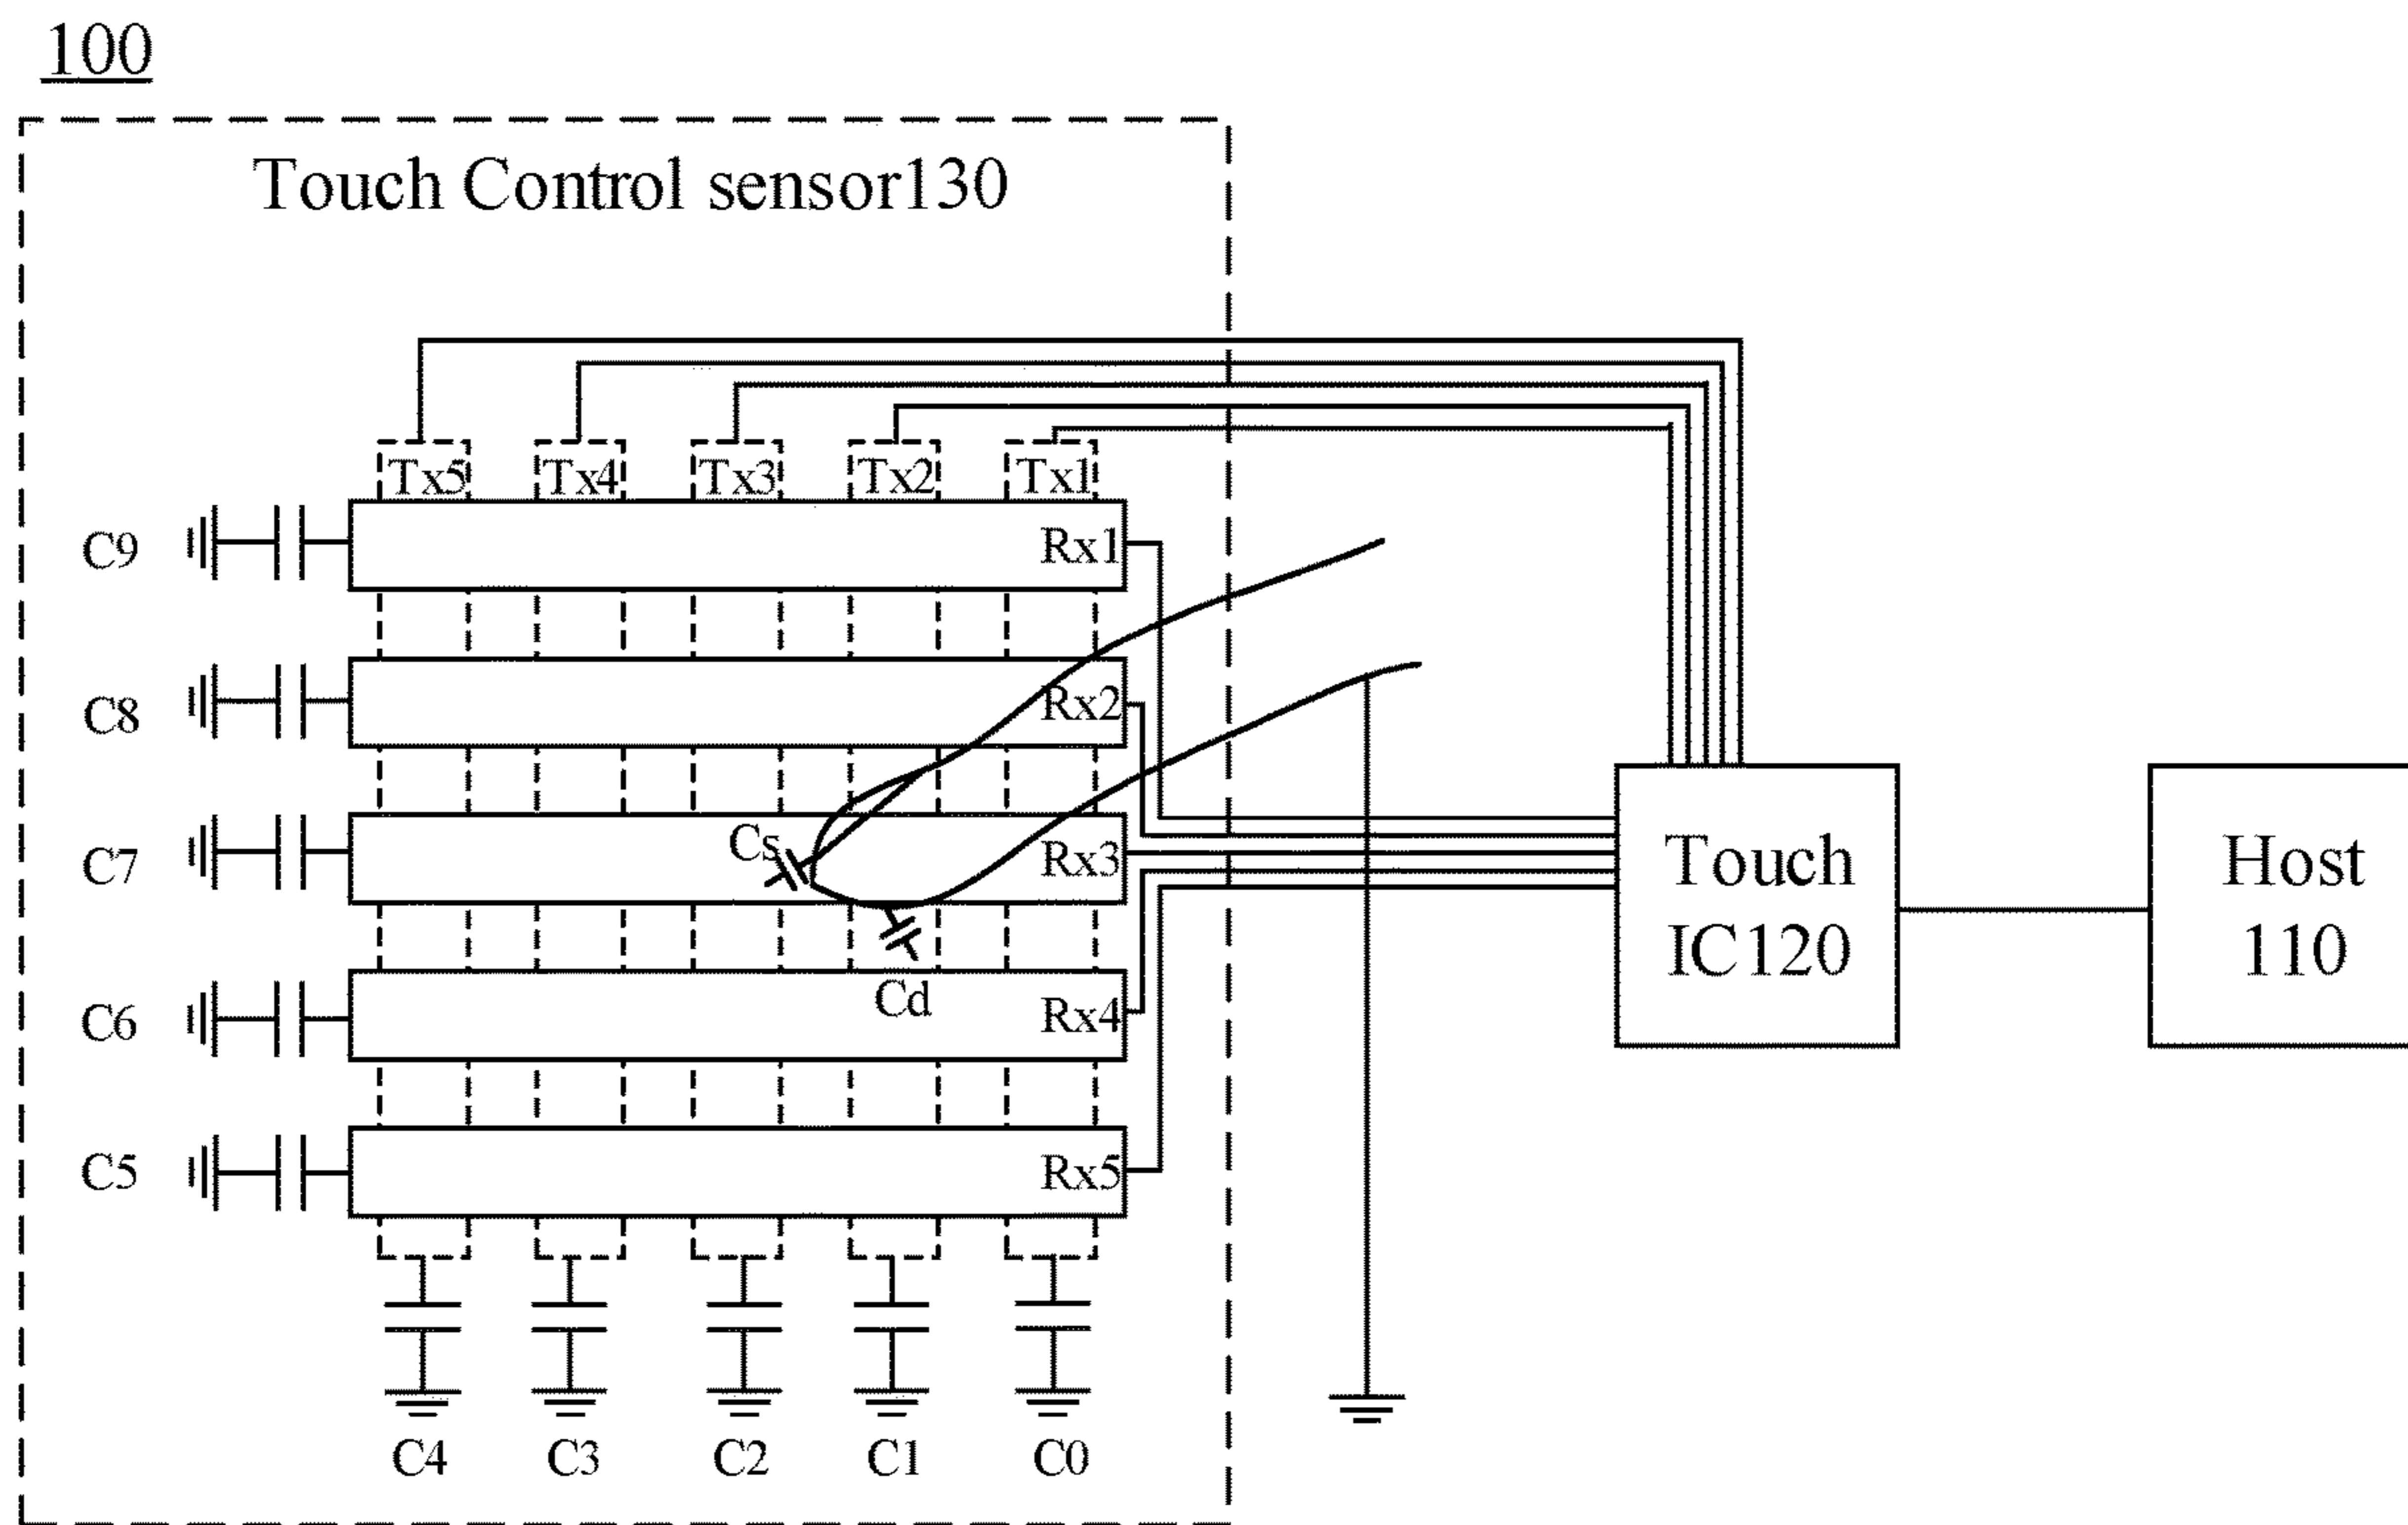 100
Touch Control sensor130
Tx5 Tx4 Tx3 Tx2 Tx1
C9 Rx1
C8 Rx2
C7 Cs Rx3
Touch
IC120
Host
110
C6 Cd Rx4
C5 Rx5
C4 C3 C2 C1 C0